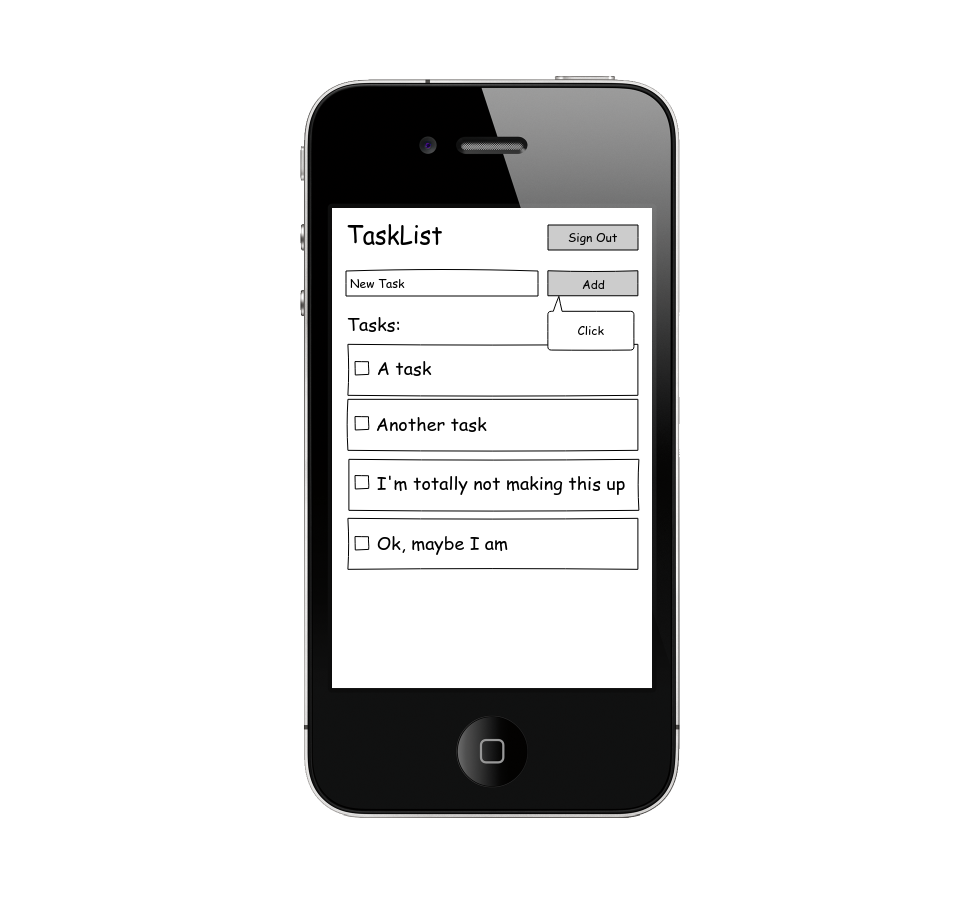 TaskList
Sign Out
New Task
Add
Tasks:
Click
A task
Another task
I'm totally not making this up
Ok, maybe I am